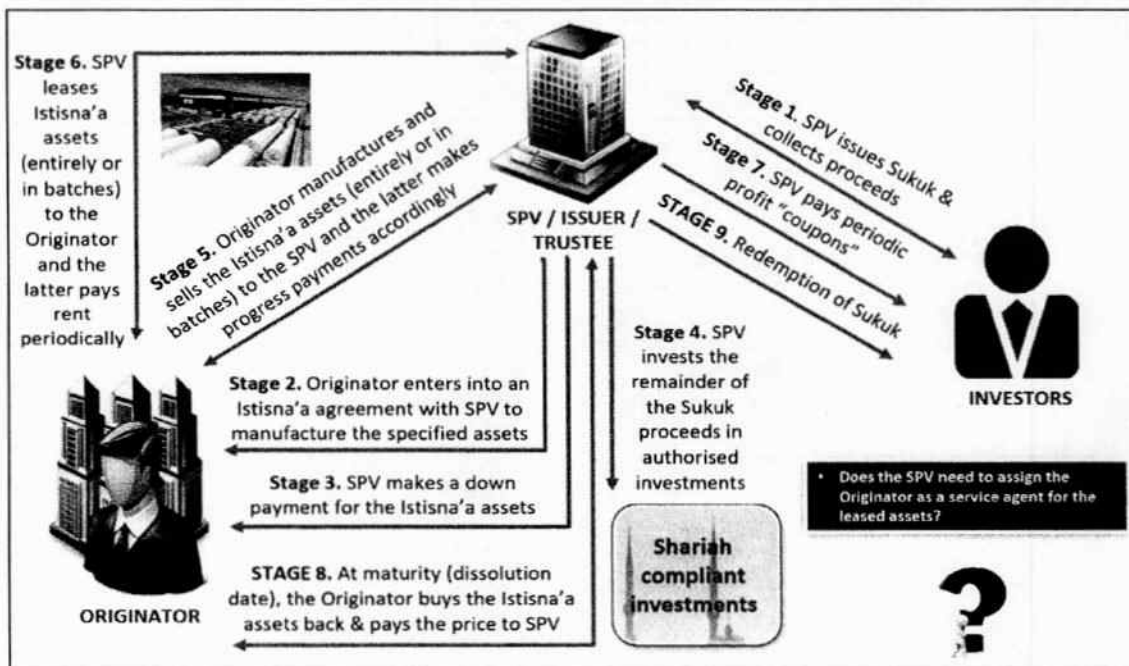 Stage 6. SPV
leases
Istisna'a
assets
(entirely or
in batches)
to the
Originator
and the
latter pays
rent
periodically
Stage 5. Originator manufactures and
sells the Istisna'a assets (entirely or in
batches) to the SPV and the latter makes
progress payments accordingly
SPV / ISSUER /
TRUSTEE
Stage 1. SPV issues Sukuk &
collects proceeds
Stage 7. SPV pays periodic
profit "coupons"
STAGE 9. Redemption of Sukuk
INVESTORS
Stage 2. Originator enters into an
Istisna'a agreement with SPV to
manufacture the specified assets
Stage 3. SPV makes a down
payment for the Istisna'a assets
STAGE 8. At maturity (dissolution
date), the Originator buys the Istisna'a
assets back & pays the price to SPV
ORIGINATOR
Stage 4. SPV
invests the
remainder of
the Sukuk
proceeds in
authorised
investments
Shariah
compliant
investments
• Does the SPV need to assign the
Originator as a service agent for the
leased assets?
?